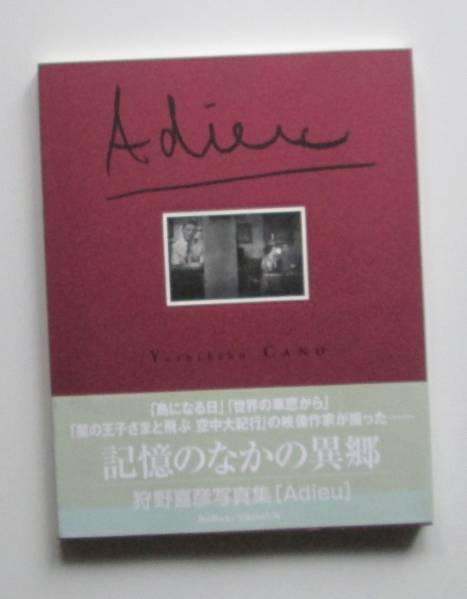 Adieu
Yoshihiko CANO
「鳥になる日」「世界の車窓から」
「星の王子さまと飛ぶ 空中大紀行」の映像作家が撮った――
記憶のなかの異郷
狩野喜彦写真集[Adieu]